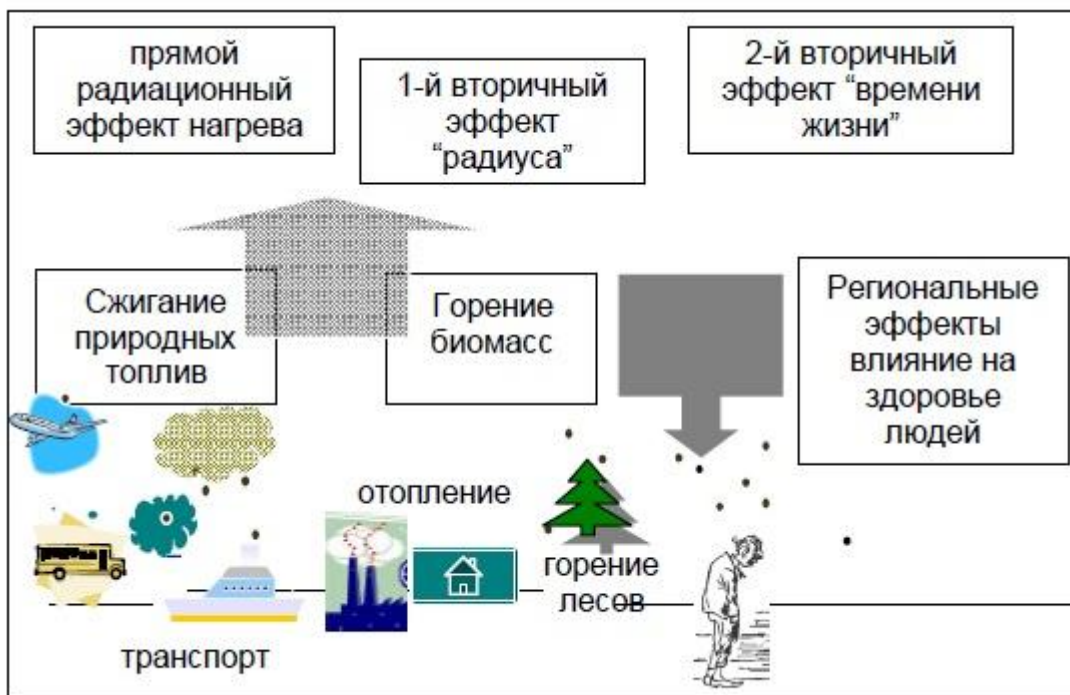 прямой
радиационный
эффект нагрева
1-й вторичный
эффект
“радиуса”
2-й вторичный
эффект “времени
жизни”
Сжигание
природных
топлив
Горение
биомасс
Региональные
эффекты
влияние на
здоровье
людей
отопление
горение
лесов
транспорт